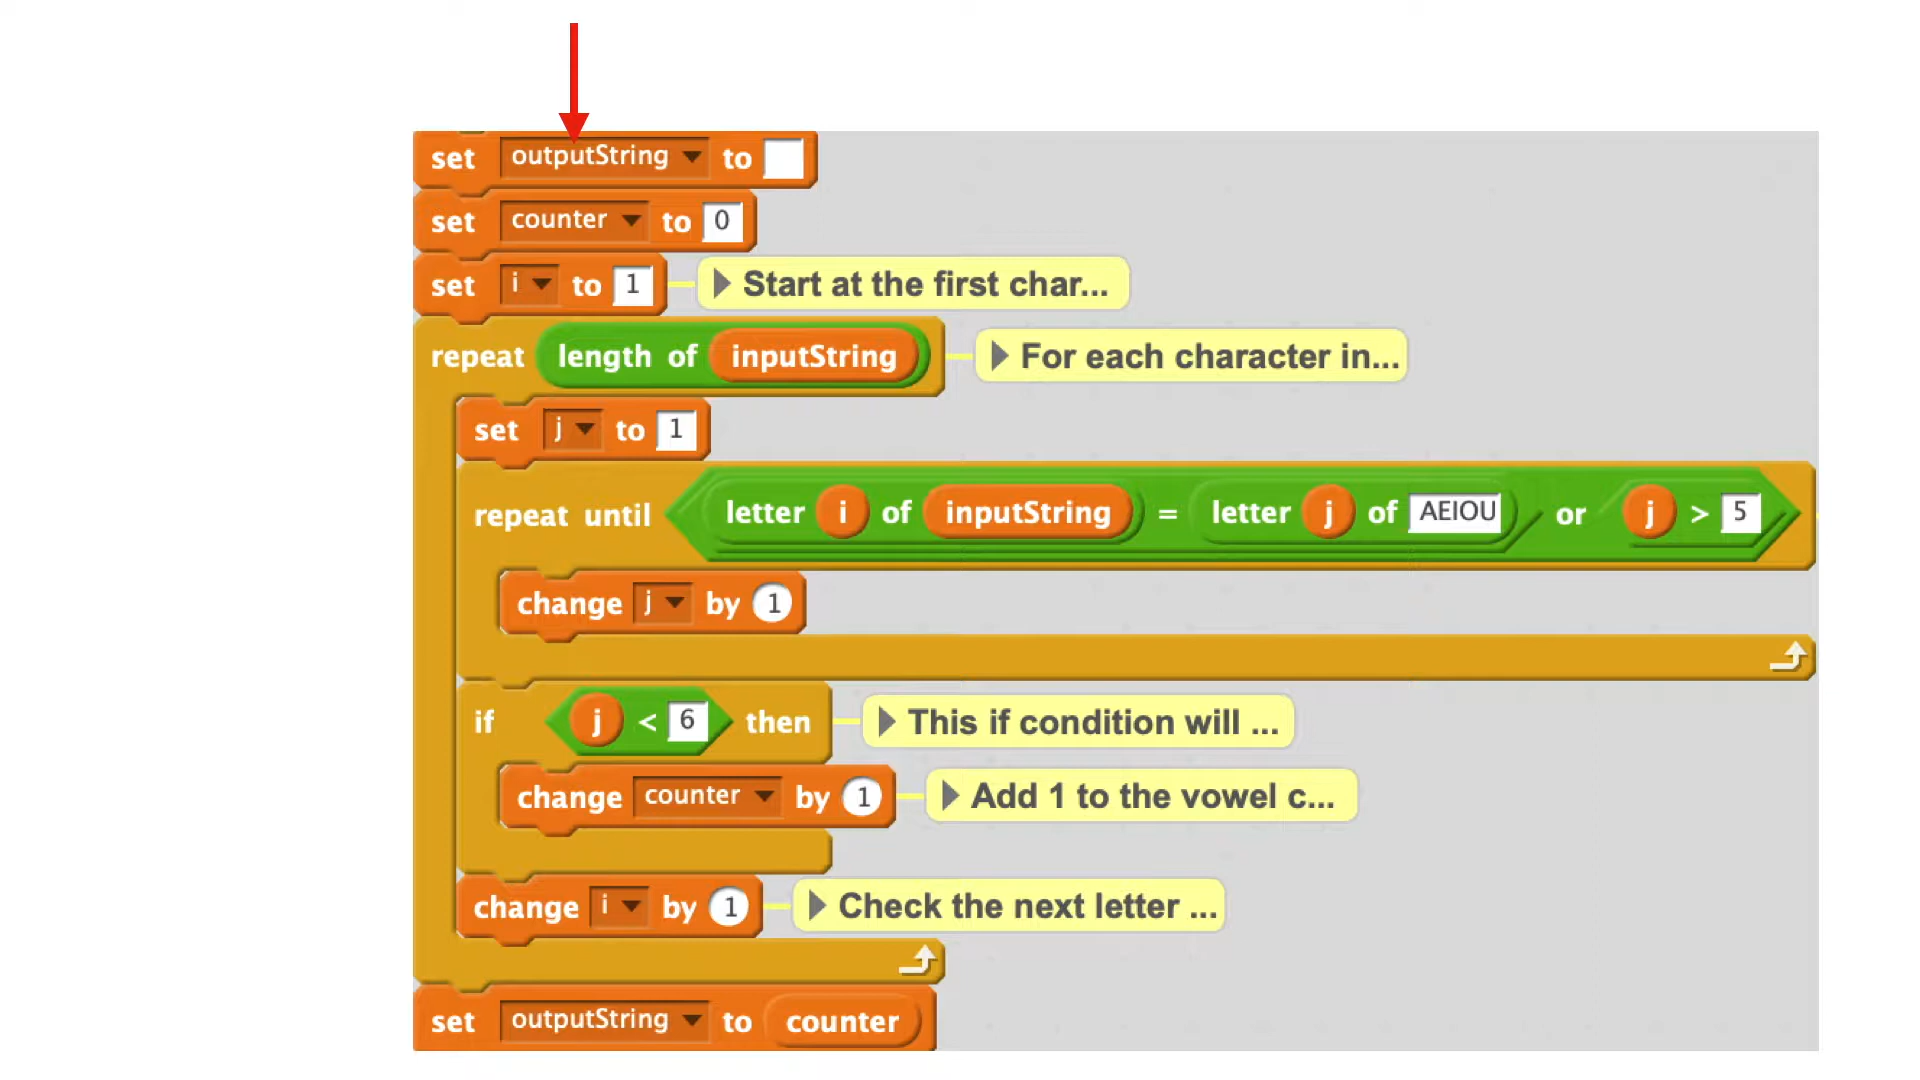 set outputString to
set counter to 0
set i to 1 Start at the first char...
repeat length of inputString For each character in...
set j to 1
repeat until letter i of inputString = letter j of AEIOU or j > 5
change j by 1
if j < 6 then This if condition will ...
change counter by 1 Add 1 to the vowel c...
change i by 1 Check the next letter ...
set outputString to counter